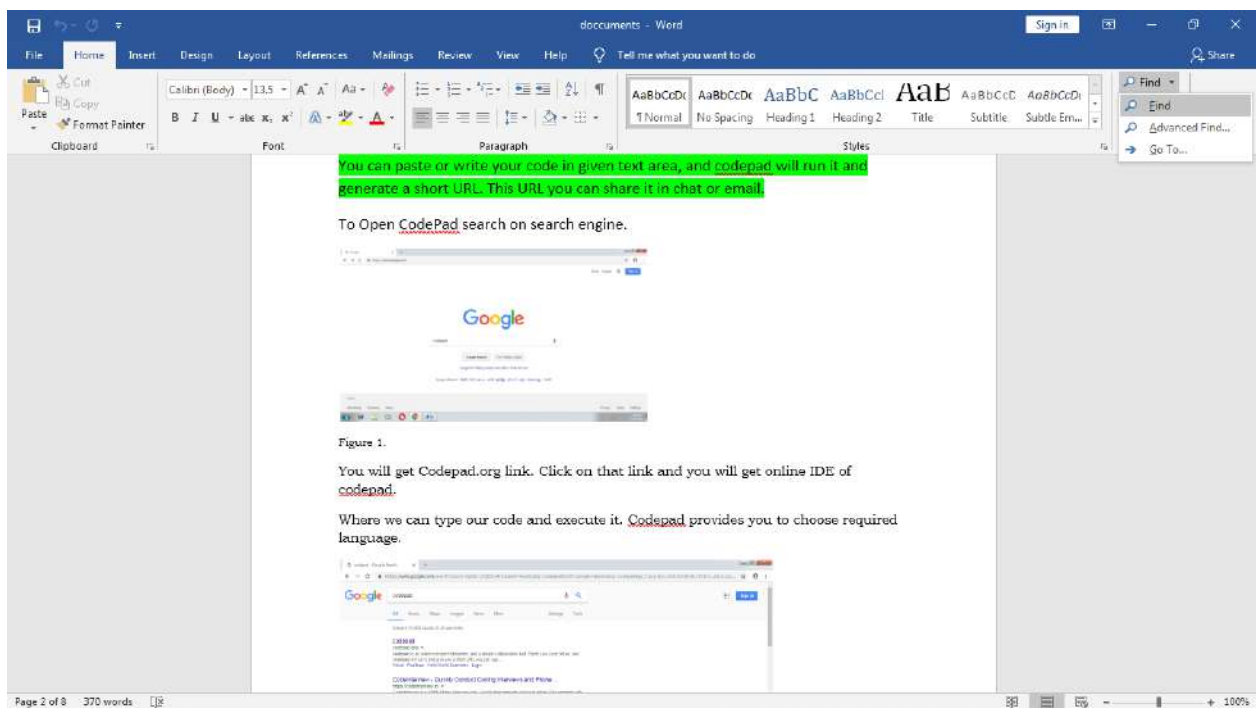 doccuments - Word
Sign in
File Home Insert Design Layout References Mailings Review View Help Tell me what you want to do Share
Paste
Cut
Copy
Format Painter
Clipboard
Calibri (Body) 13.5 Aa
B I U abc x₂ x²
Font
Paragraph
AaBbCcDc AaBbCcDc AaBbC AaBbCcI AaB AaBbCcD AaBbCcDi
¶ Normal No Spacing Heading 1 Heading 2 Title Subtitle Subtle Em...
Styles
Find
Find
Advanced Find...
Go To...
You can paste or write your code in given text area, and codepad will run it and
generate a short URL. This URL you can share it in chat or email.
To Open CodePad search on search engine.
Google
Figure 1.
You will get Codepad.org link. Click on that link and you will get online IDE of
codepad.
Where we can type our code and execute it. Codepad provides you to choose required
language.
Google
Page 2 of 8 370 words
100%